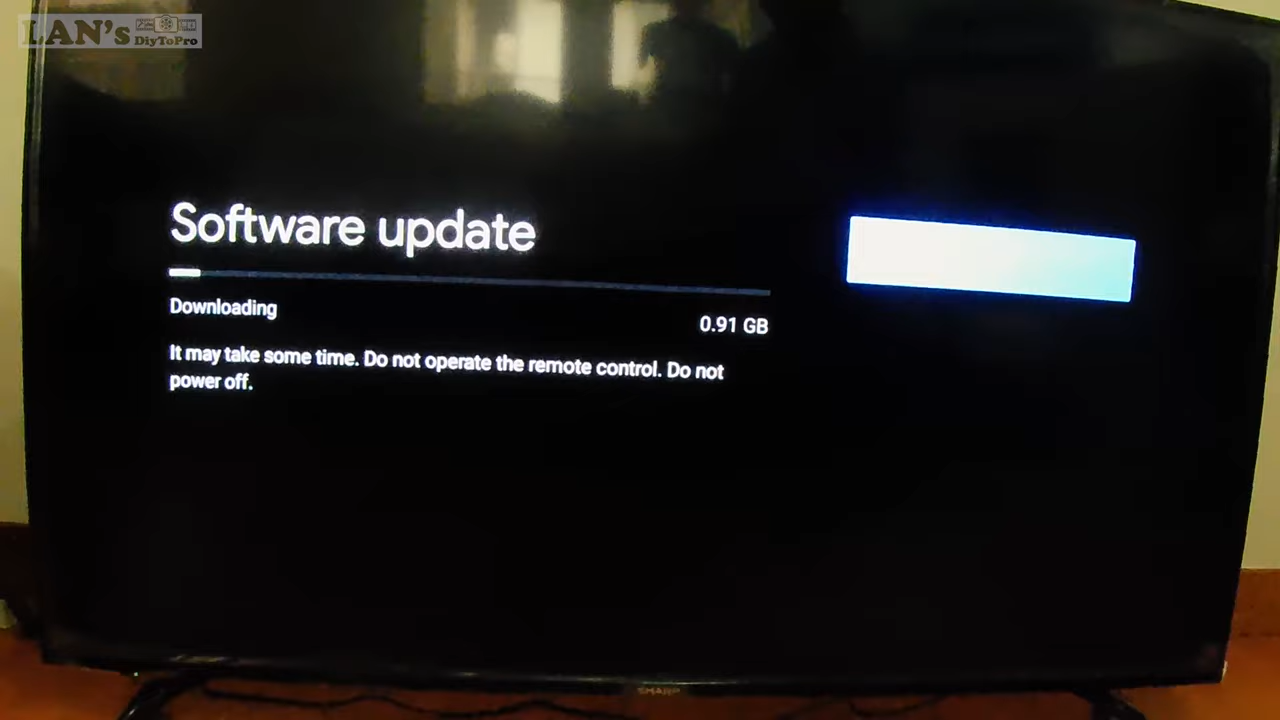 LAN's
DiyToPro
Software update
Downloading
0.91 GB
It may take some time. Do not operate the remote control. Do not
power off.
SHARP